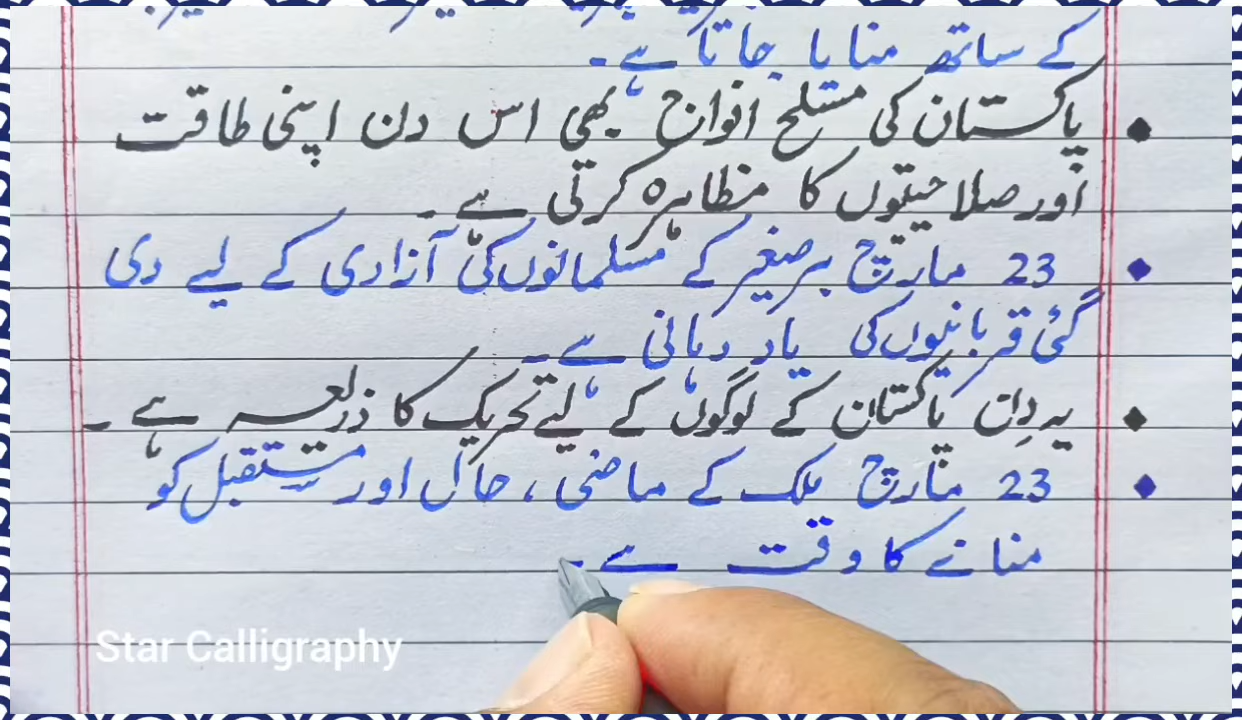 کے ساتھ منایا جاتا ہے۔
پاکستان کی مسلح افواج بھی اس دن اپنی طاقت
اور صلاحیتوں کا مظاہرہ کرتی ہے۔
23 مارچ برصغیر کے مسلمانوں کی آزادی کے لیے دی
گئی قربانیوں کی یاد دہانی ہے۔
یہ دِن پاکستان کے لوگوں کے لیے تحریک کا ذریعہ ہے۔
23 مارچ ملک کے ماضی، حال اور مستقبل کو
منانے کا وقت ہے۔
Star Calligraphy